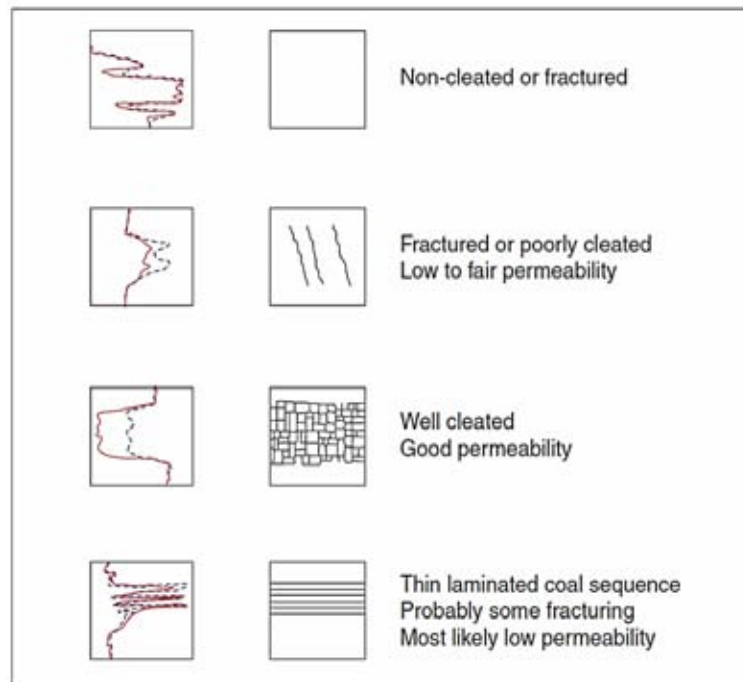 Non-cleated or fractured
Fractured or poorly cleated
Low to fair permeability
Well cleated
Good permeability
Thin laminated coal sequence
Probably some fracturing
Most likely low permeability